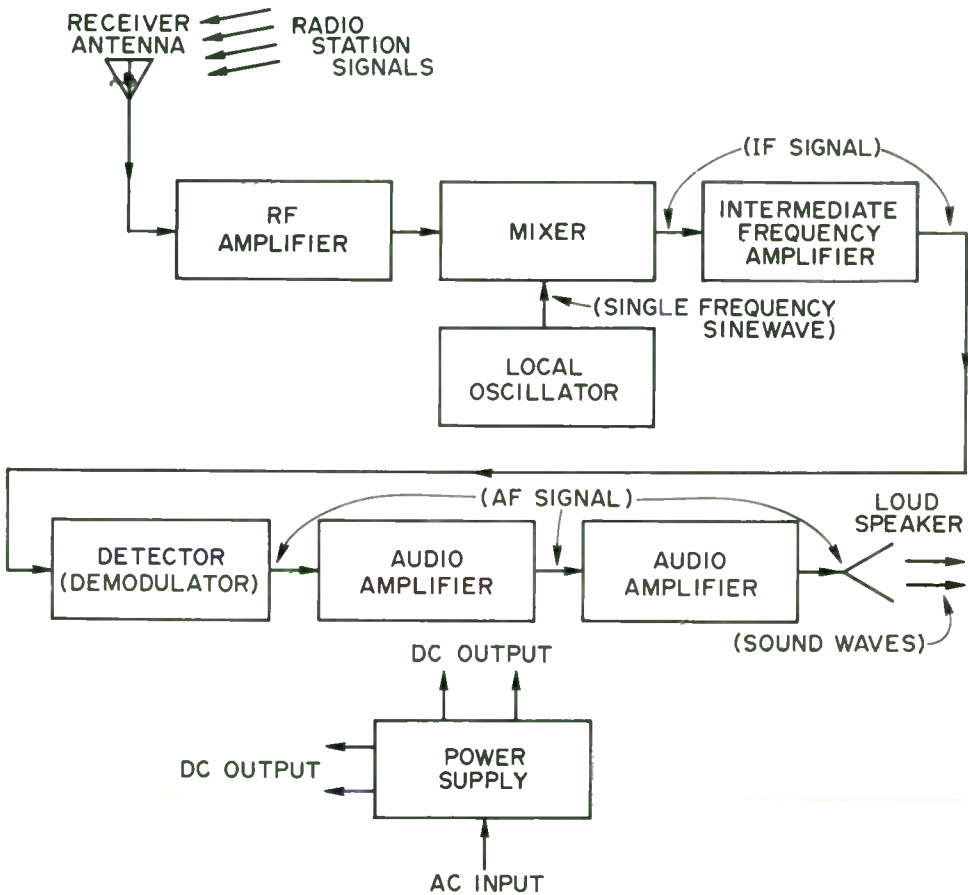 RECEIVER
ANTENNA
RADIO
STATION
SIGNALS
(IF SIGNAL)
RF
AMPLIFIER
MIXER
INTERMEDIATE
FREQUENCY
AMPLIFIER
(SINGLE FREQUENCY
SINEWAVE)
LOCAL
OSCILLATOR
(AF SIGNAL)
LOUD
SPEAKER
DETECTOR
(DEMODULATOR)
AUDIO
AMPLIFIER
AUDIO
AMPLIFIER
(SOUND WAVES)
DC OUTPUT
DC OUTPUT
POWER
SUPPLY
AC INPUT